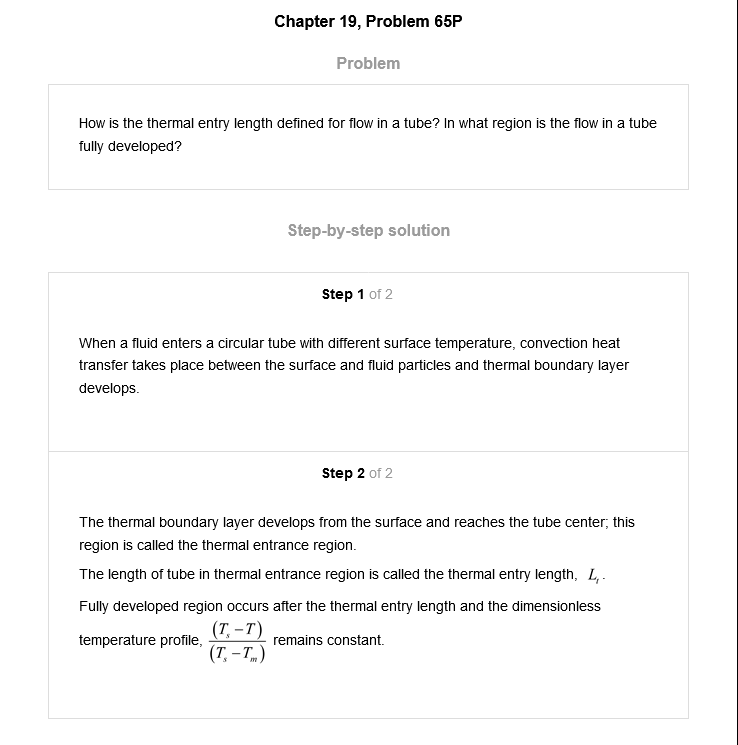 Chapter 19, Problem 65P
Problem
How is the thermal entry length defined for flow in a tube? In what region is the flow in a tube
fully developed?
Step-by-step solution
Step 1 of 2
When a fluid enters a circular tube with different surface temperature, convection heat
transfer takes place between the surface and fluid particles and thermal boundary layer
develops.
Step 2 of 2
The thermal boundary layer develops from the surface and reaches the tube center; this
region is called the thermal entrance region.
The length of tube in thermal entrance region is called the thermal entry length, Lₜ.
Fully developed region occurs after the thermal entry length and the dimensionless
temperature profile, (Tₛ − T) / (Tₛ − Tₘ) remains constant.